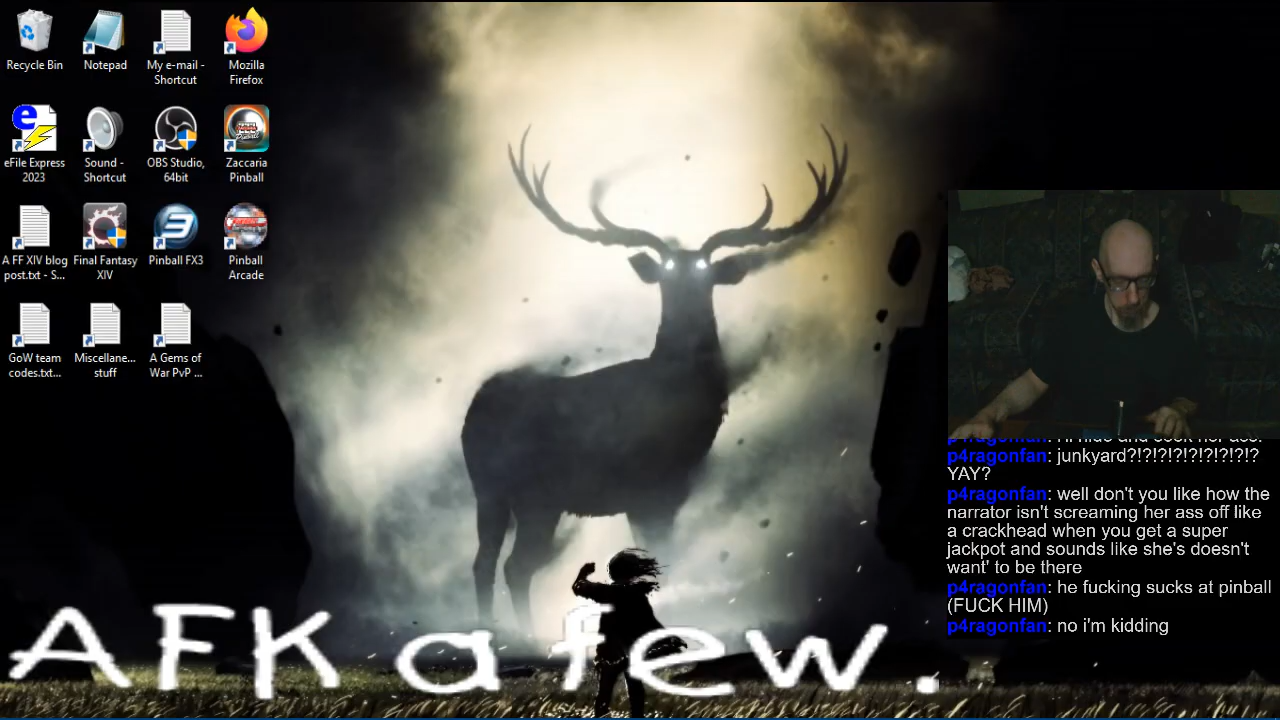 Recycle Bin
Notepad
My e-mail -
Shortcut
Mozilla
Firefox
eFile Express
2023
Sound -
Shortcut
OBS Studio,
64bit
Zaccaria
Pinball
A FF XIV blog
post.txt - S...
Final Fantasy
XIV
Pinball FX3
Pinball
Arcade
GoW team
codes.txt...
Miscellane...
stuff
A Gems of
War PvP ...
AFK a few.
p4ragonfan: junkyard?!?!?!?!?!?!?!?!?
YAY?
p4ragonfan: well don't you like how the
narrator isn't screaming her ass off like
a crackhead when you get a super
jackpot and sounds like she's doesn't
want' to be there
p4ragonfan: he fucking sucks at pinball
(FUCK HIM)
p4ragonfan: no i'm kidding